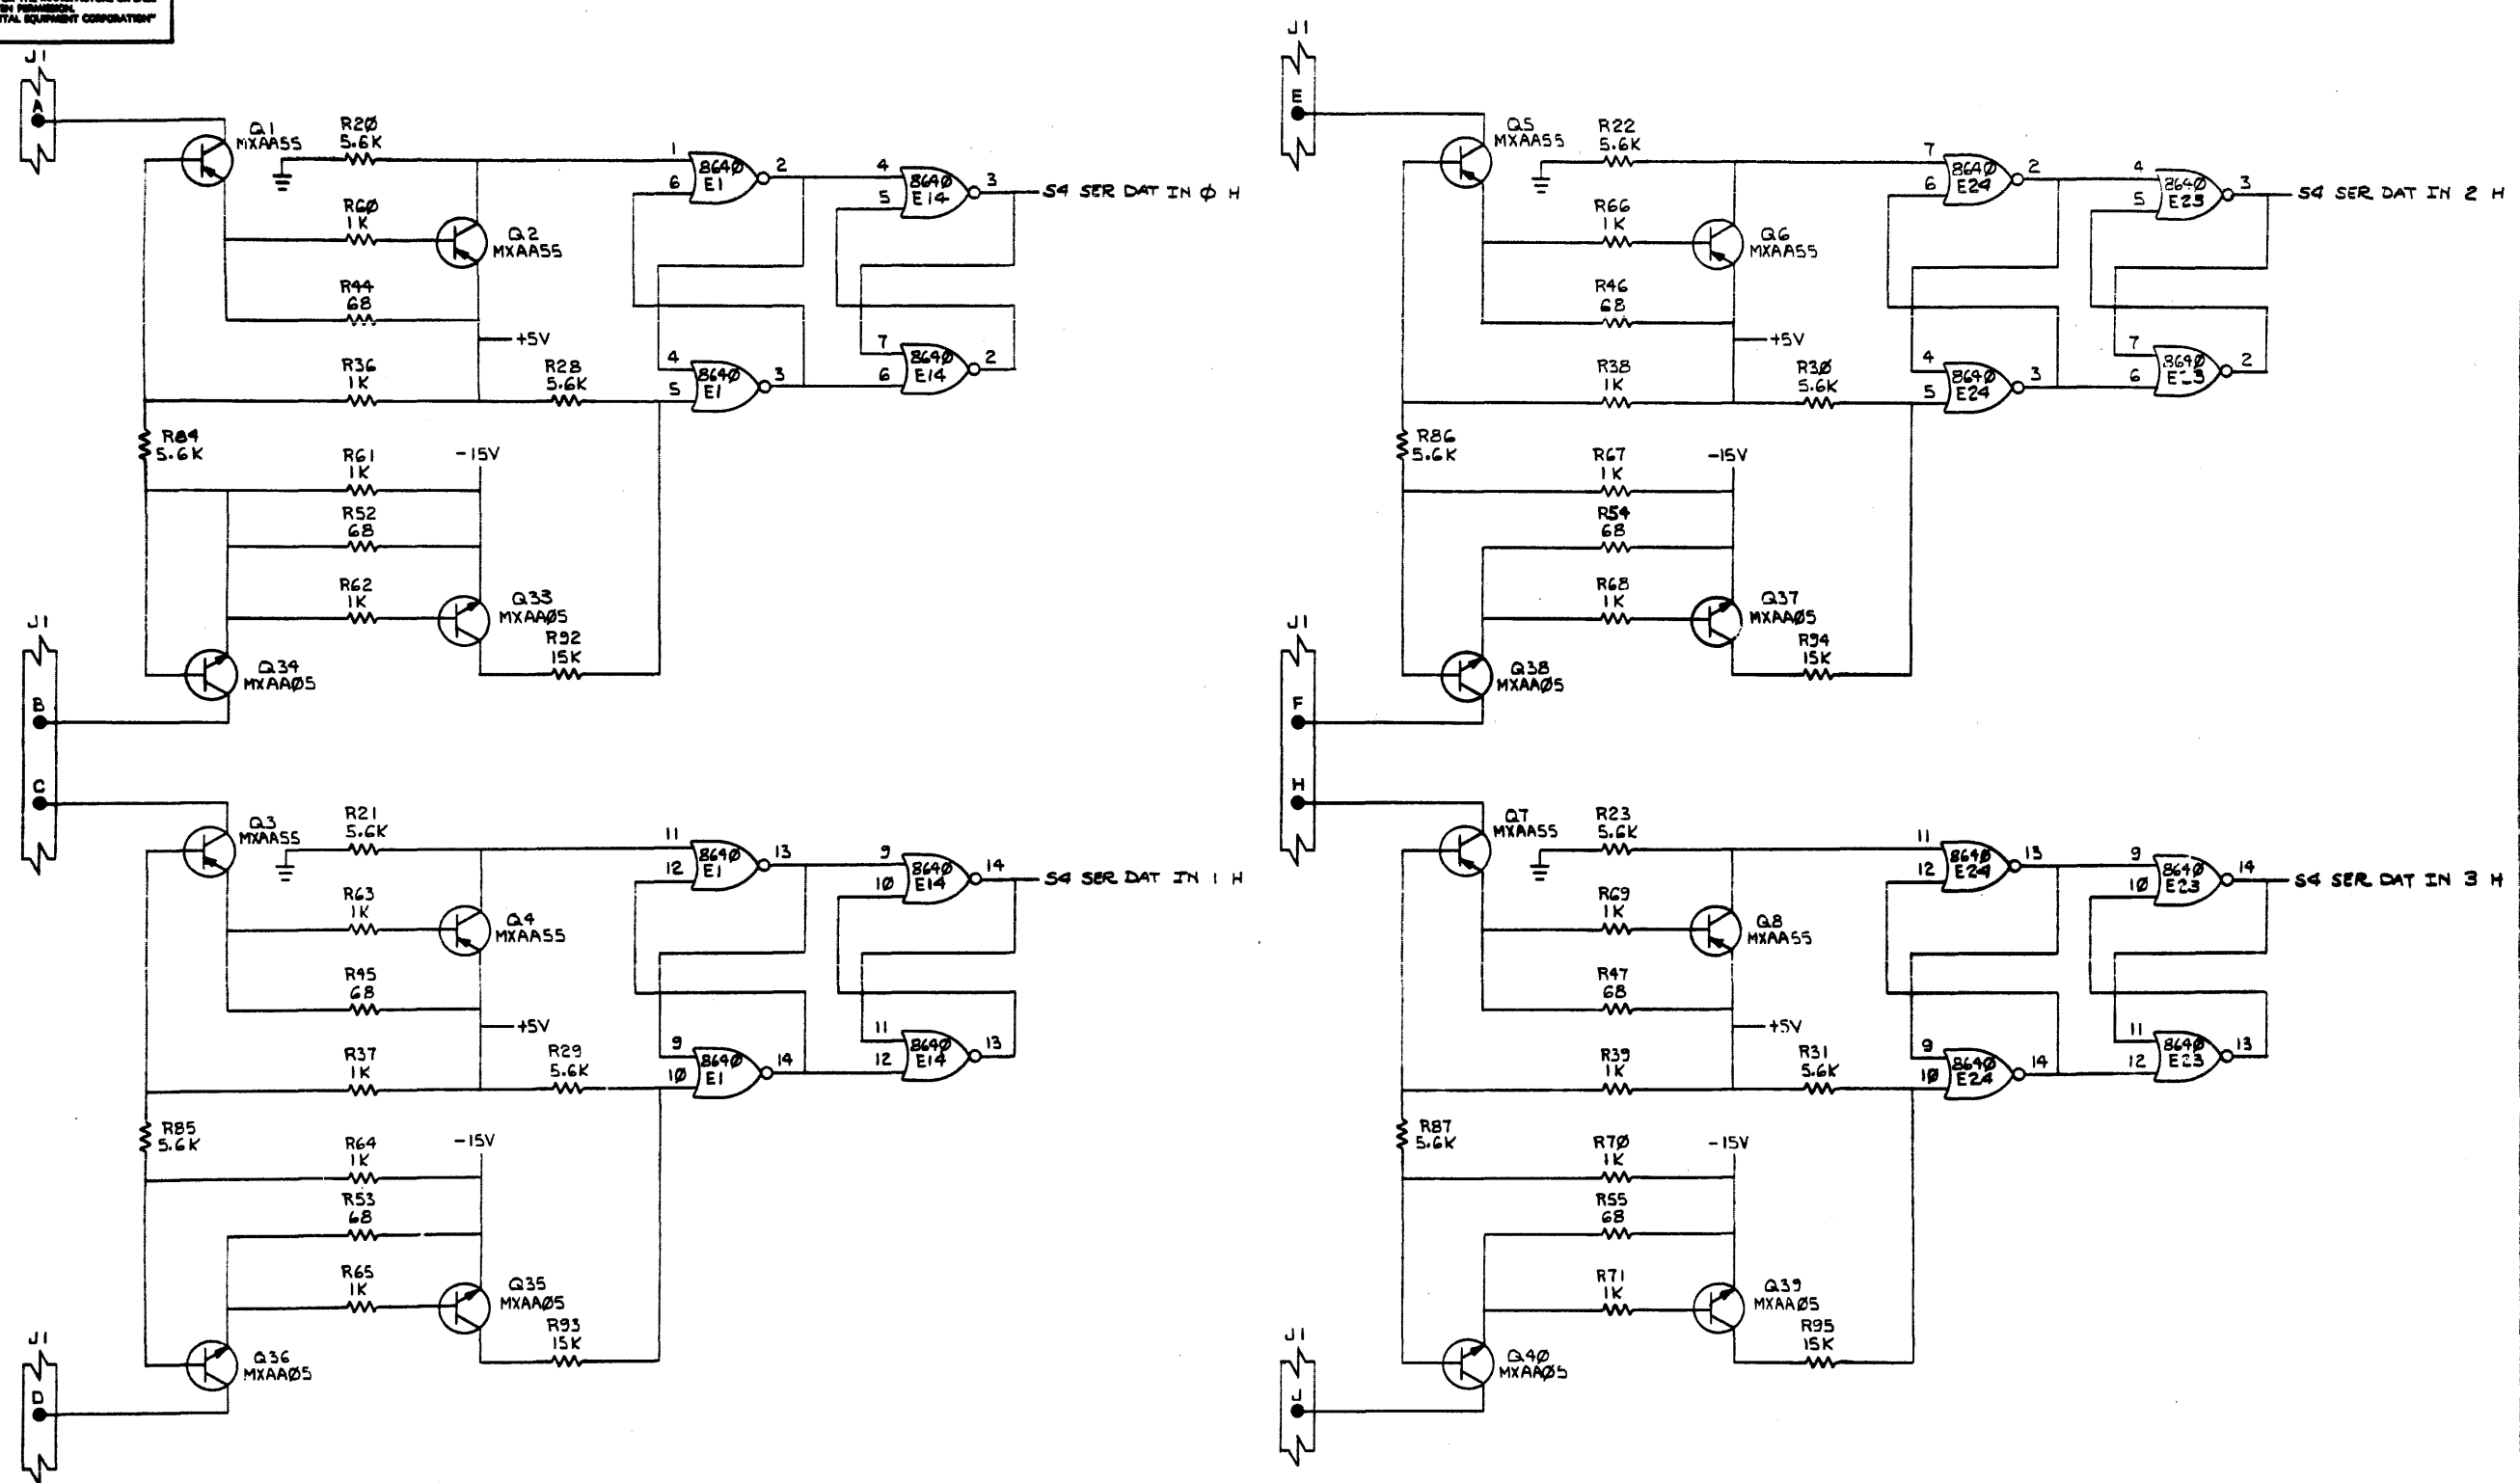 TEN PERMISSION.
TAL EQUIPMENT CORPORATION"
J1
A
Q1
MXAA55
R2Ø
5.6K
R6Ø
1K
Q2
MXAA55
R44
68
+5V
R36
1K
R28
5.6K
R84
5.6K
R61
1K
-15V
R52
68
R62
1K
Q33
MXAAØ5
R92
15K
Q34
MXAAØ5
1
6
8640
E1
2
4
5
8640
E14
3
S4 SER DAT IN Ø H
4
5
8640
E1
3
7
6
8640
E14
2
J1
B
C
Q3
MXAA55
R21
5.6K
R63
1K
Q4
MXAA55
R45
68
+5V
R37
1K
R29
5.6K
R85
5.6K
R64
1K
-15V
R53
68
R65
1K
Q35
MXAAØ5
R93
15K
Q36
MXAAØ5
11
12
864Ø
E1
13
9
1Ø
864Ø
E14
14
S4 SER DAT IN 1 H
9
1Ø
864Ø
E1
14
11
12
864Ø
E14
13
J1
D
J1
E
Q5
MXAA55
R22
5.6K
R66
1K
Q6
MXAA55
R46
68
+5V
R38
1K
R3Ø
5.6K
R86
5.6K
R67
1K
-15V
R54
68
R68
1K
Q37
MXAAØ5
R94
15K
Q38
MXAAØ5
7
6
864Ø
E24
2
4
5
864Ø
E23
3
S4 SER DAT IN 2 H
4
5
864Ø
E24
3
7
6
864Ø
2
J1
F
H
Q7
MXAA55
R23
5.6K
R69
1K
Q8
MXAA55
R47
68
+5V
R39
1K
R31
5.6K
R87
5.6K
R7Ø
1K
-15V
R55
68
R71
1K
Q39
MXAAØ5
R95
15K
Q4Ø
MXAAØ5
11
12
864Ø
E24
13
9
1Ø
864Ø
E23
14
S4 SER DAT IN 3 H
9
1Ø
864Ø
E24
14
11
12
864Ø
E23
13
J1
J